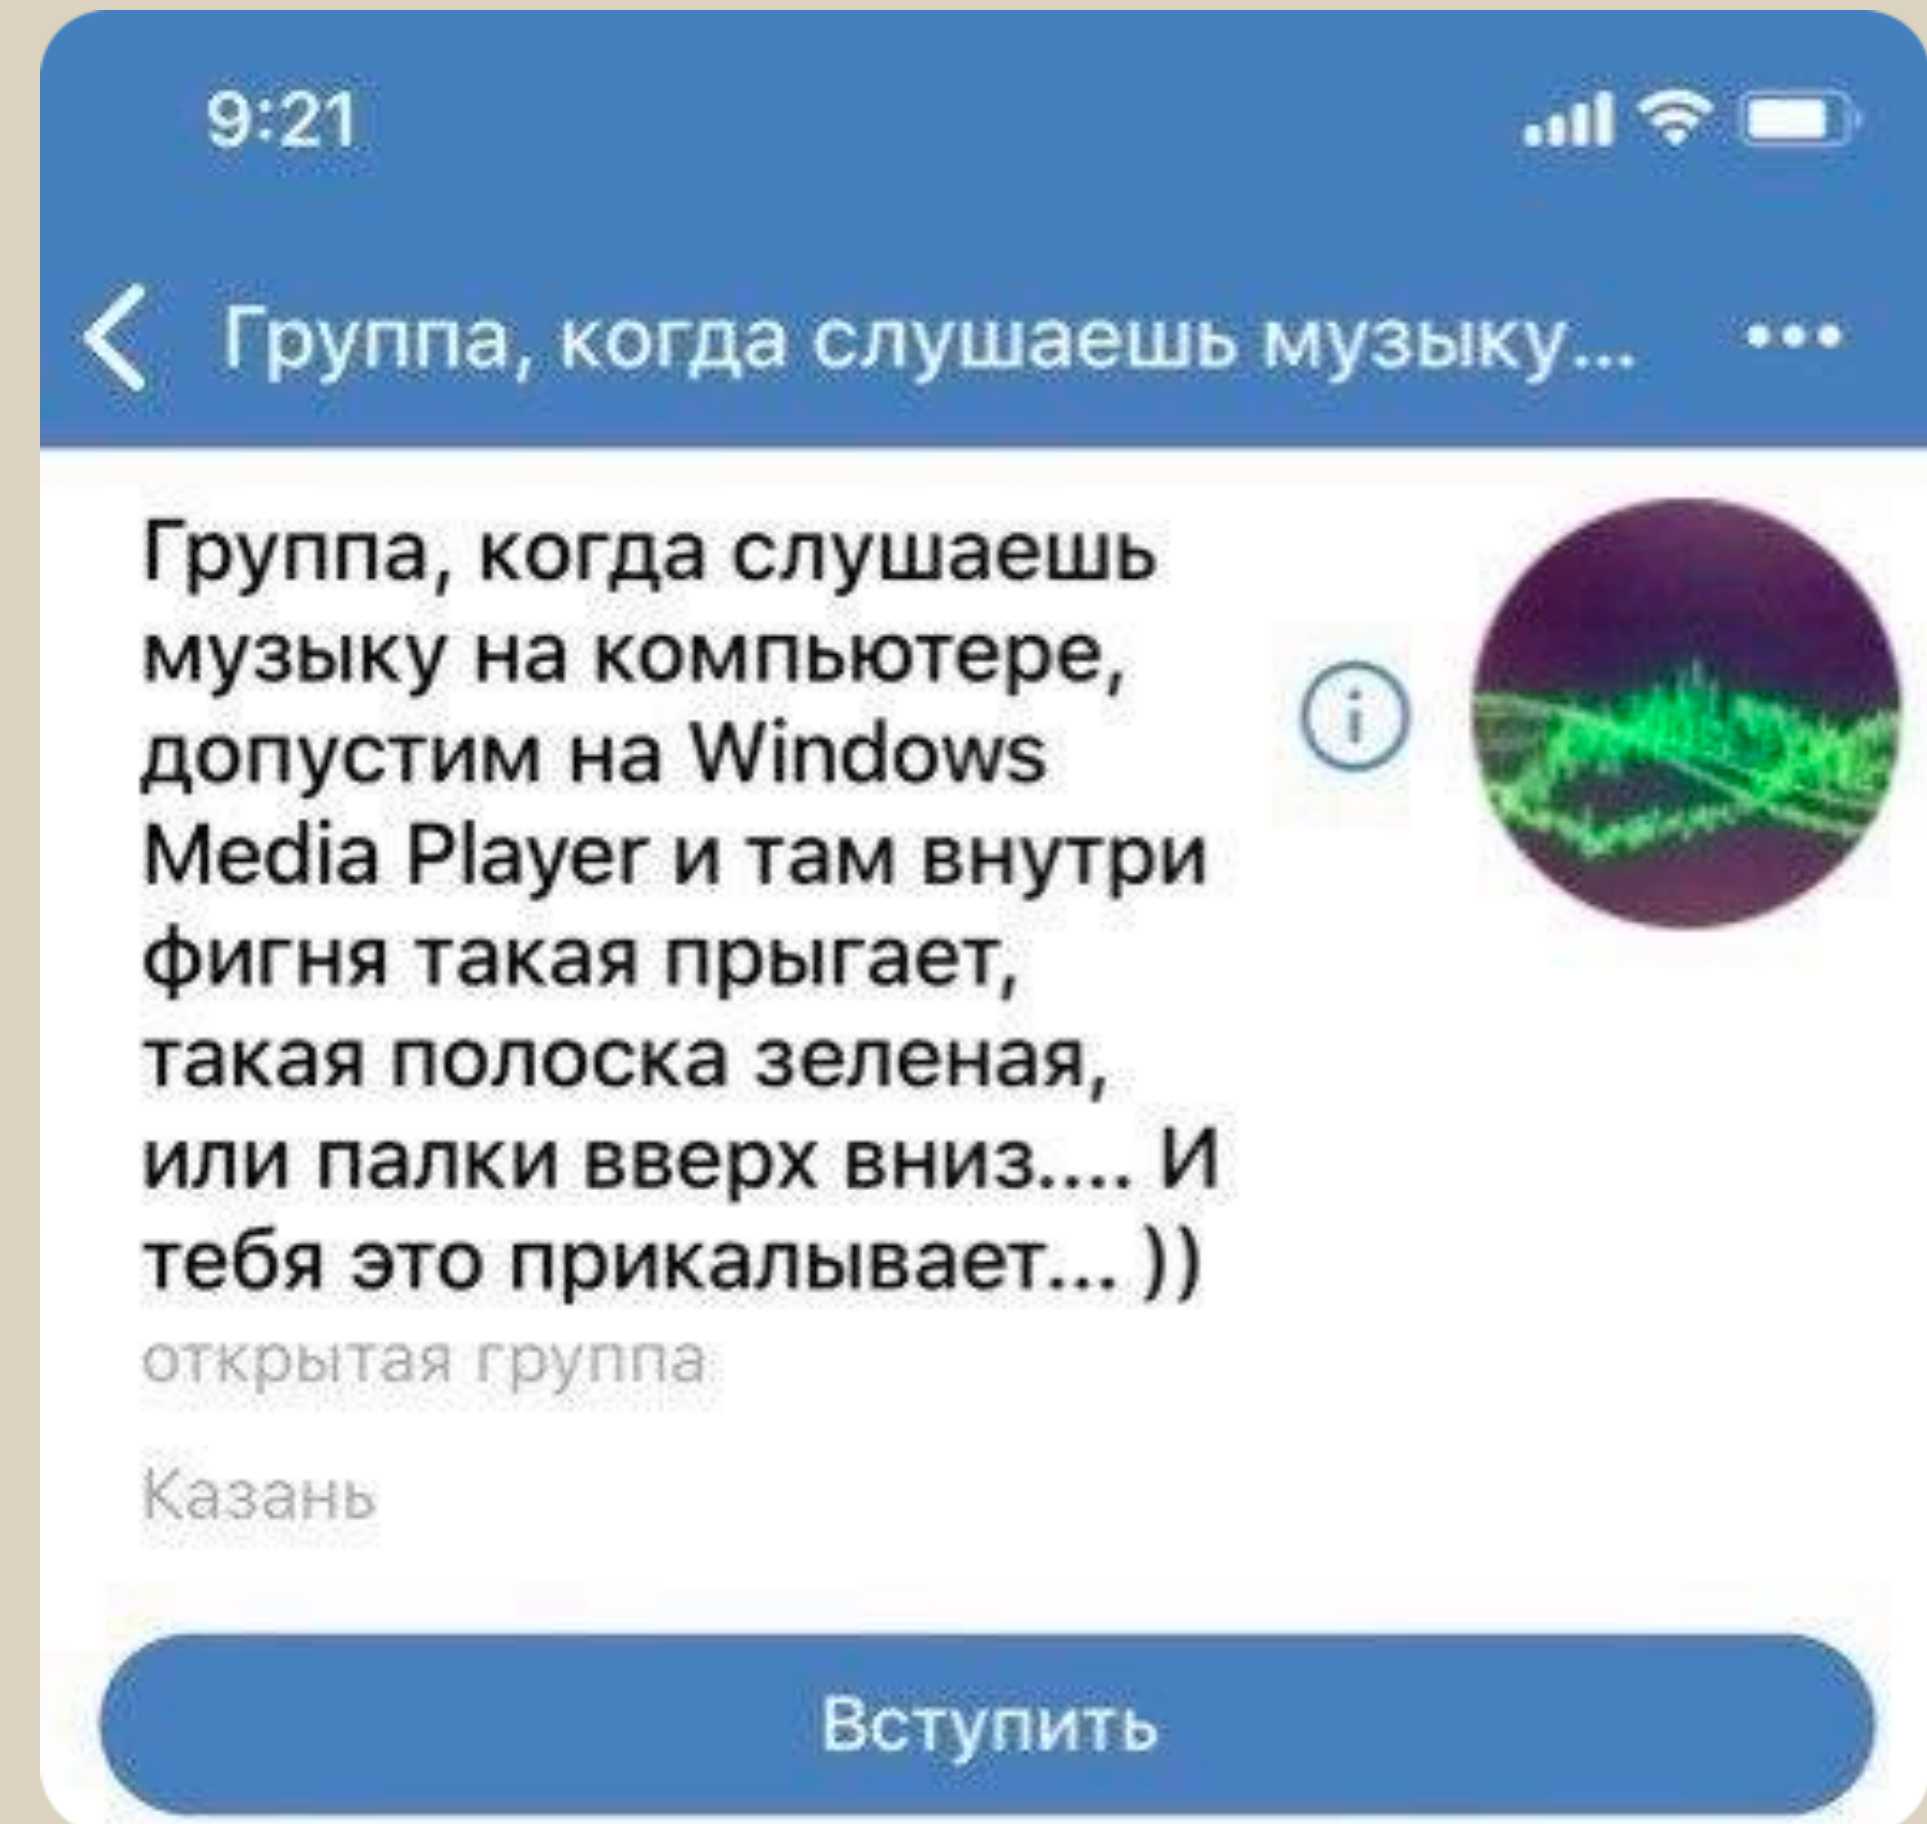 9:21
Группа, когда слушаешь музыку...
Группа, когда слушаешь
музыку на компьютере,
допустим на Windows
Media Player и там внутри
фигня такая прыгает,
такая полоска зеленая,
или палки вверх вниз.... И
тебя это прикалывает... ))
открытая группа
Казань
Вступить